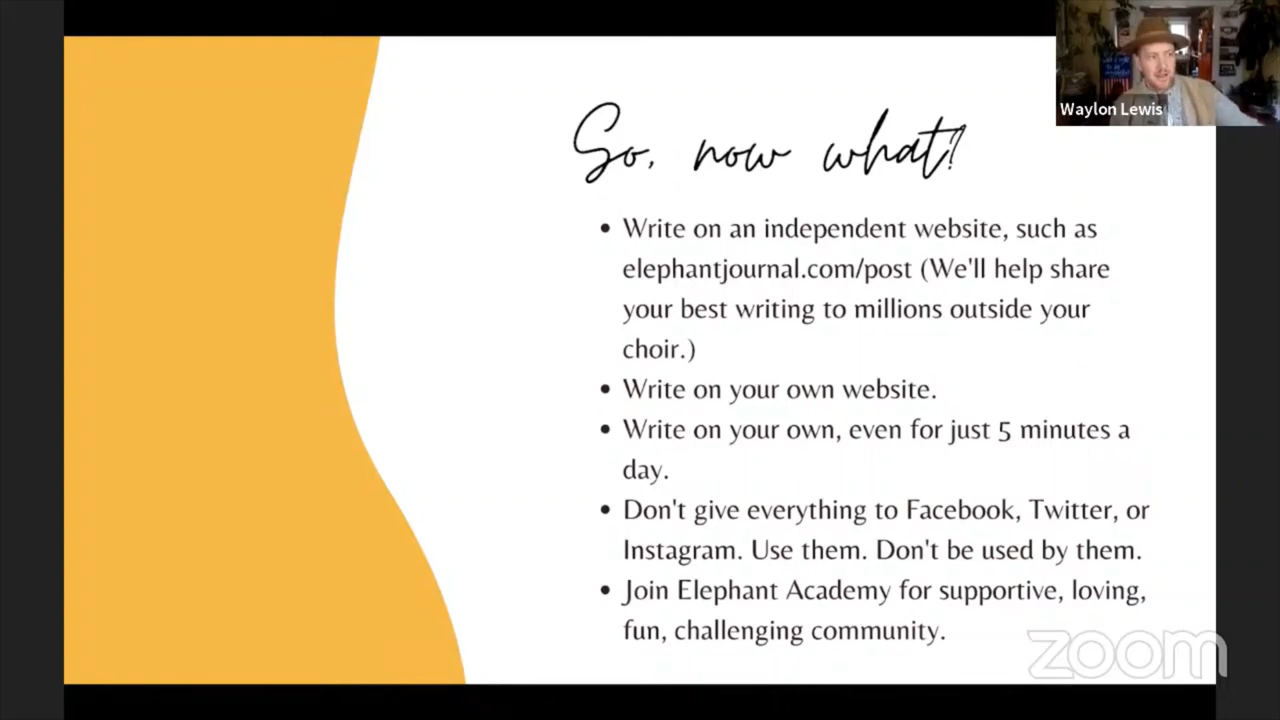 Waylon Lewis
So, now what?
• Write on an independent website, such as
elephantjournal.com/post (We'll help share
your best writing to millions outside your
choir.)
• Write on your own website.
• Write on your own, even for just 5 minutes a
day.
• Don't give everything to Facebook, Twitter, or
Instagram. Use them. Don't be used by them.
• Join Elephant Academy for supportive, loving,
fun, challenging community.
zoom